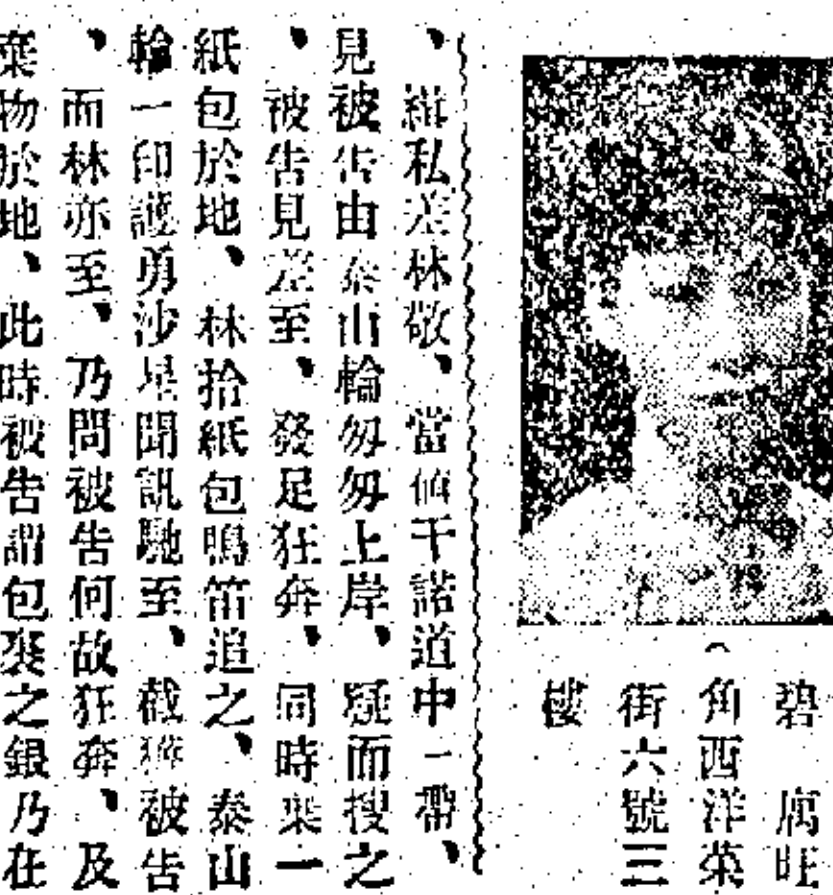 碧　寓旺
（角西洋菜
街六號三
樓
、緝私差林敬、當値干諾道中一帶、
見被告由泰山輪匆匆上岸、疑而搜之
、被告見差至、發足狂奔、同時棄一
紙包於地、林拾紙包鳴笛追之、泰山
輪一印護勇沙星聞訊馳至、截獲被告
、而林亦至、乃問被告何故狂奔、及
棄物於地、此時被告謂包裹之銀乃在